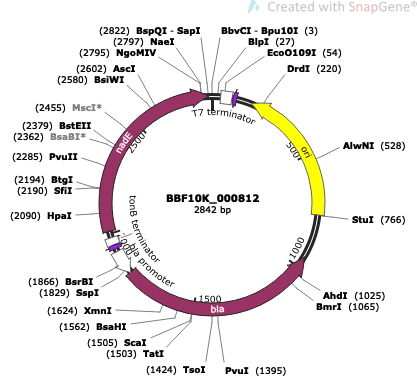 Created with SnapGene®
(2822) BspQI - SapI
BbvCI - Bpu10I (3)
(2797) NaeI
BlpI (27)
(2795) NgoMIV
EcoO109I (54)
(2602) AscI
DrdI (220)
(2580) BsiWI
T7 terminator
(2455) MscI*
2500
nadE
500
ori
(2379) BstEII
(2362) BsaBI*
AlwNI (528)
(2285) PvuII
(2194) BtgI
(2190) SfiI
BBF10K_000812
2842 bp
(2090) HpaI
StuI (766)
tonB terminator
bla promoter
1000
(1866) BsrBI
(1829) SspI
AhdI (1025)
BmrI (1065)
1500
bla
(1624) XmnI
(1562) BsaHI
(1505) ScaI
(1503) TatI
(1424) TsoI
PvuI (1395)